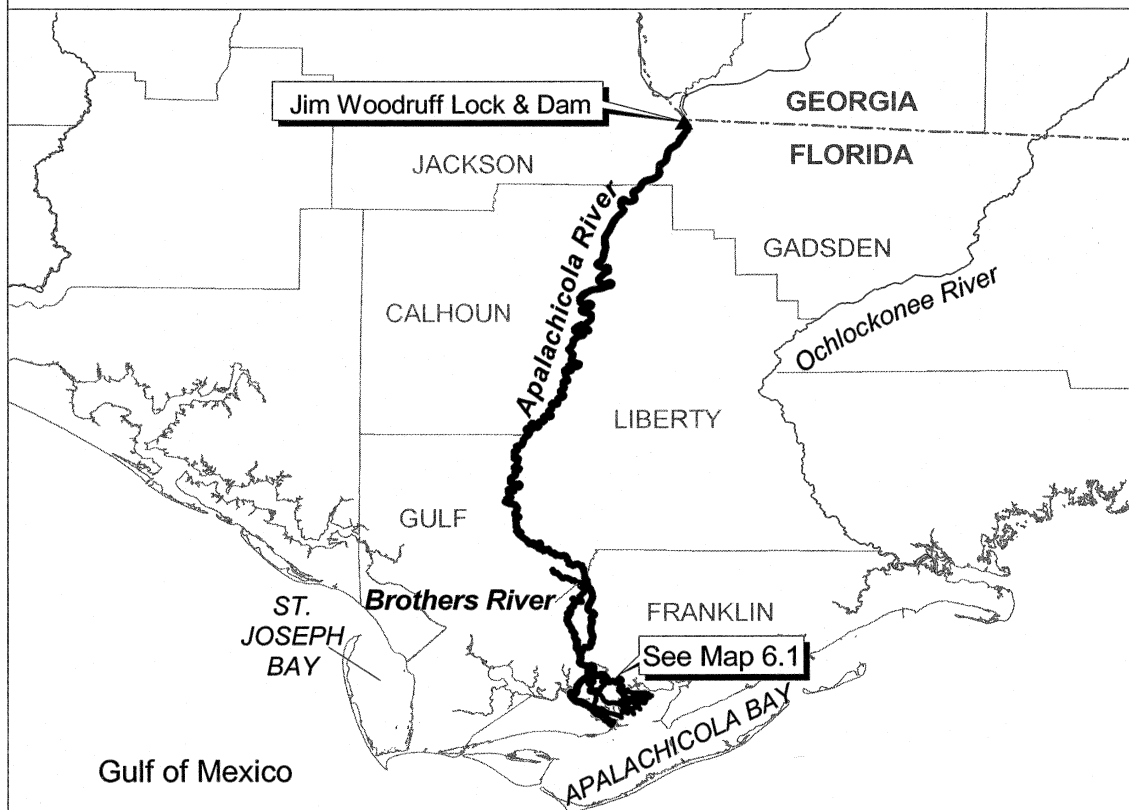 Jim Woodruff Lock & Dam
GEORGIA
FLORIDA
JACKSON
Apalachicola River
GADSDEN
CALHOUN
Ochlockonee River
LIBERTY
GULF
Brothers River
FRANKLIN
ST.
JOSEPH
BAY
See Map 6.1
APALACHICOLA BAY
Gulf of Mexico